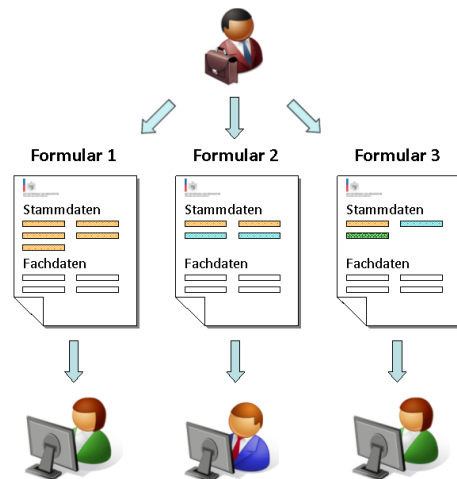 Formular 1
Formular 2
Formular 3
Stammdaten
Stammdaten
Stammdaten
Fachdaten
Fachdaten
Fachdaten